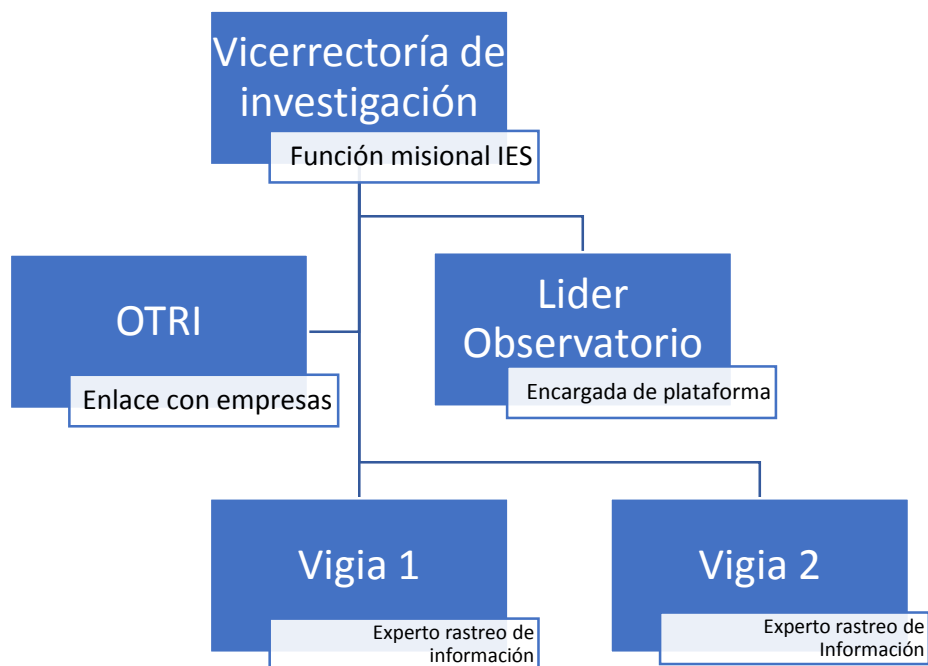 Vicerrectoría de
investigación
Función misional IES
OTRI
Enlace con empresas
Lider
Observatorio
Encargada de plataforma
Vigia 1
Experto rastreo de
información
Vigia 2
Experto rastreo de
Información